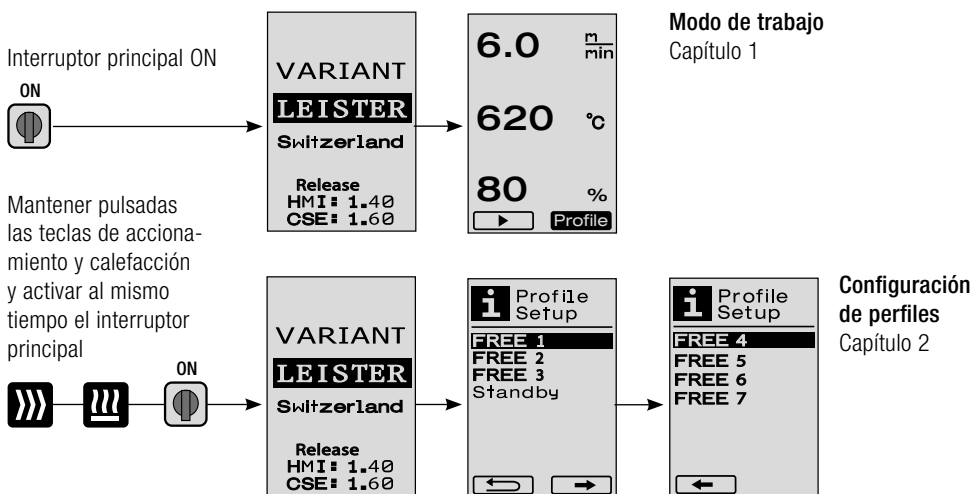 Interruptor principal ON
ON
VARIANT
LEISTER
Switzerland
Release
HMI: 1.40
CSE: 1.60
6.0 m/min
620 °C
80 %
Profile
Modo de trabajo
Capítulo 1
Mantener pulsadas
las teclas de acciona-
miento y calefacción
y activar al mismo
tiempo el interruptor
principal
ON
VARIANT
LEISTER
Switzerland
Release
HMI: 1.40
CSE: 1.60
i Profile
Setup
FREE 1
FREE 2
FREE 3
Standby
i Profile
Setup
FREE 4
FREE 5
FREE 6
FREE 7
Configuración
de perfiles
Capítulo 2